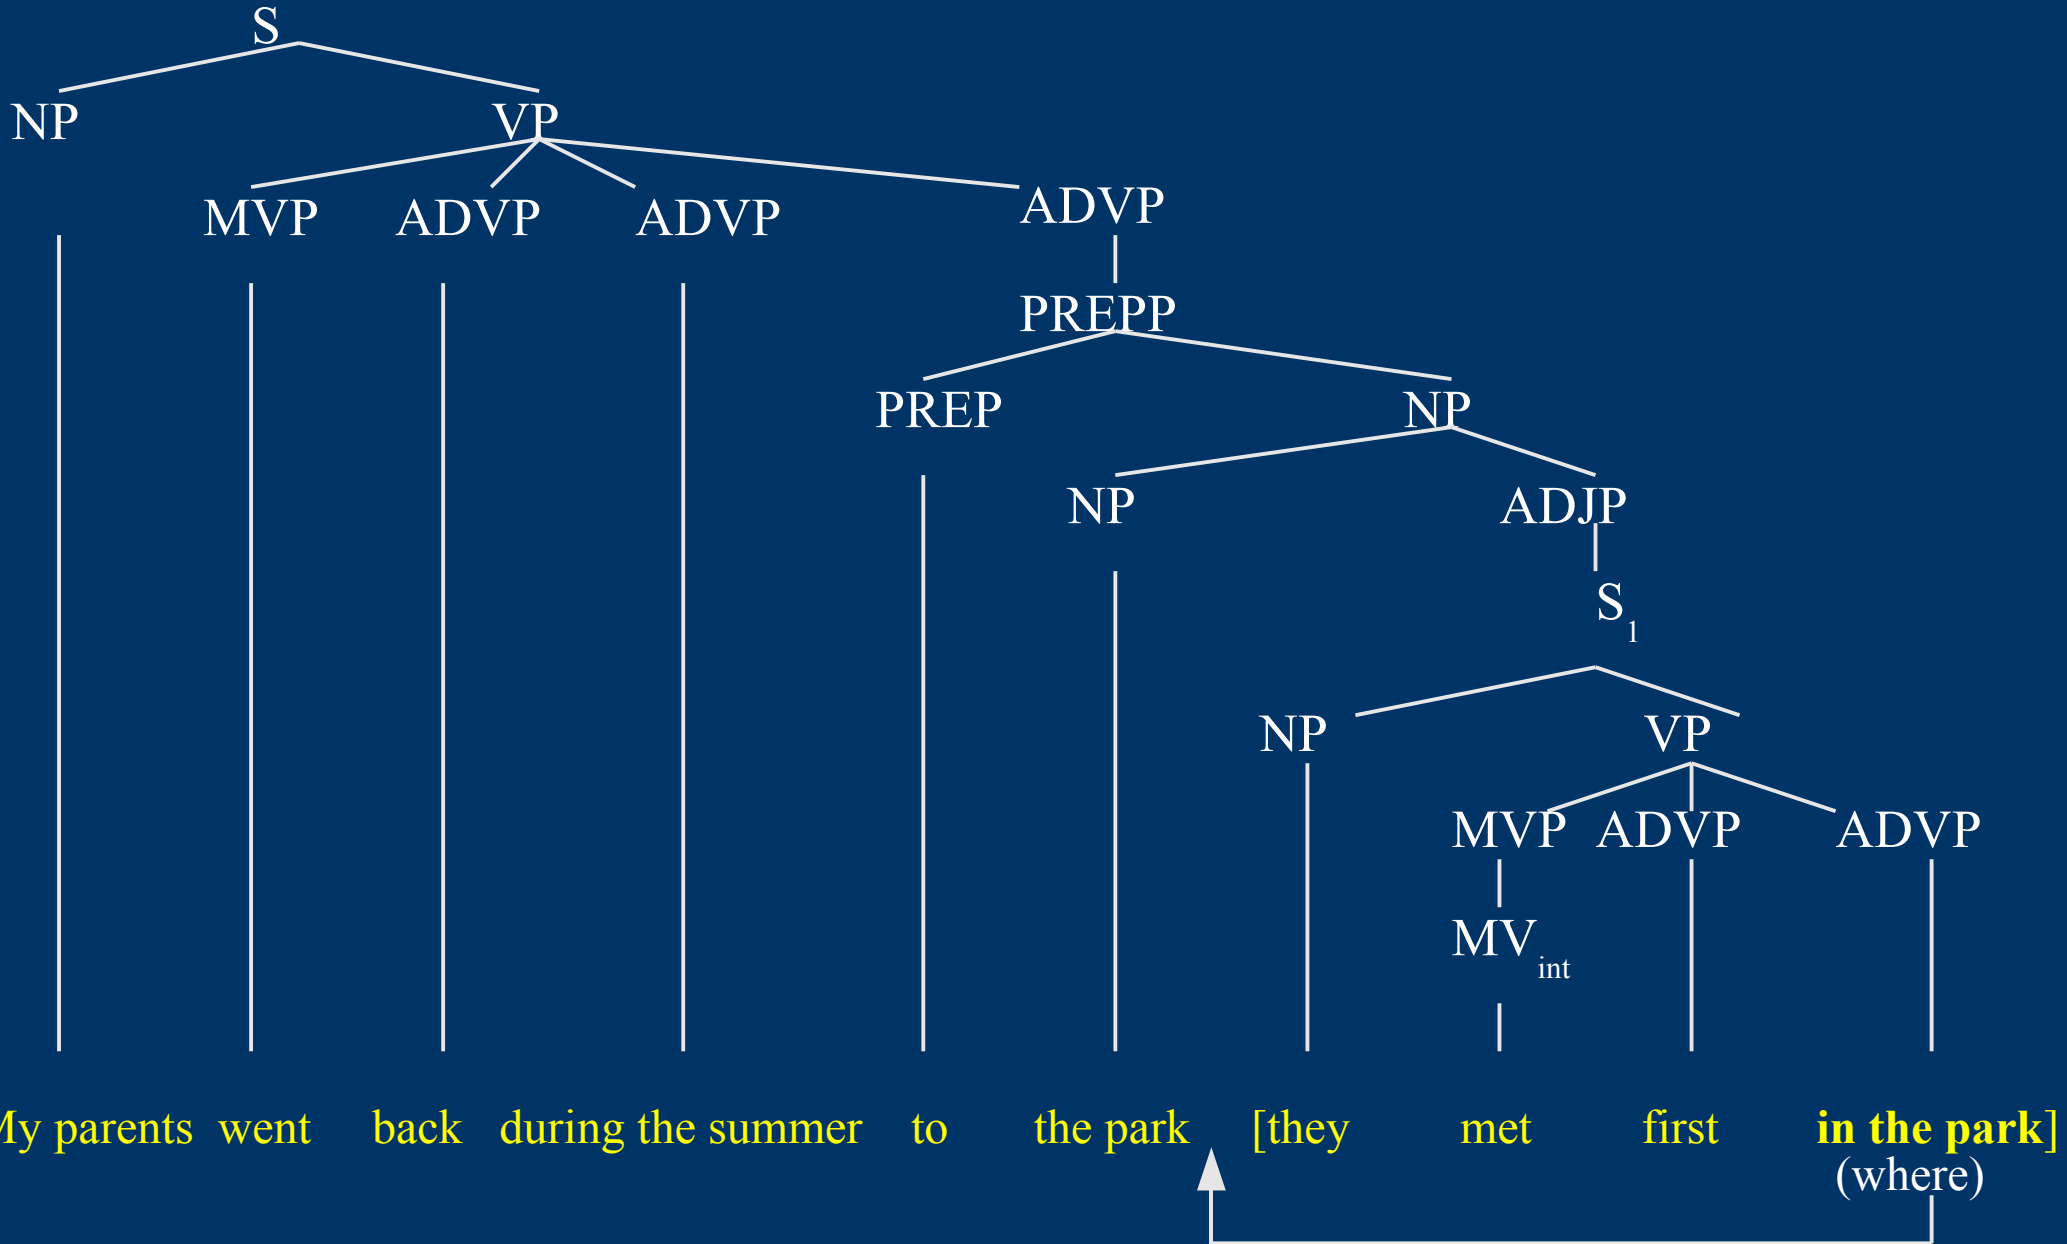 S
NP VP
MVP ADVP ADVP ADVP
PREPP
PREP NP
NP ADJP
S1
NP VP
MVP ADVP ADVP
MVint
My parents went back during the summer to the park [they met first in the park]
(where)